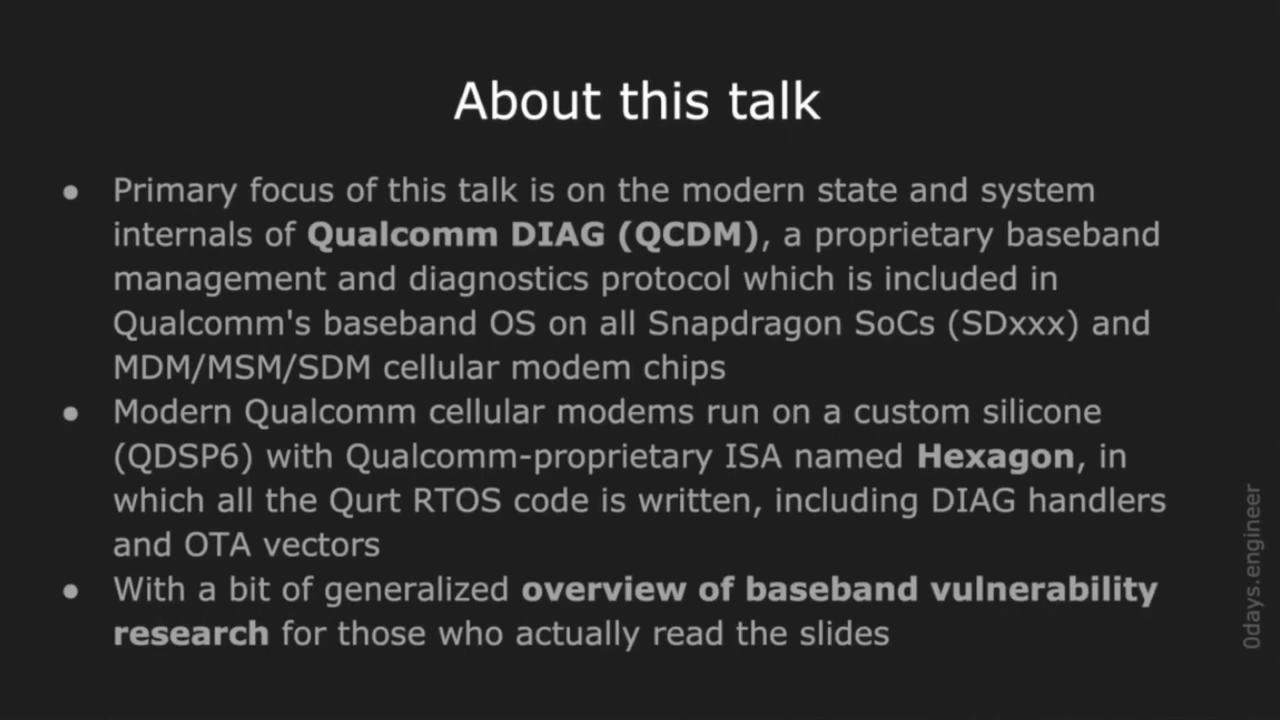 About this talk
● Primary focus of this talk is on the modern state and system
internals of Qualcomm DIAG (QCDM), a proprietary baseband
management and diagnostics protocol which is included in
Qualcomm's baseband OS on all Snapdragon SoCs (SDxxx) and
MDM/MSM/SDM cellular modem chips
● Modern Qualcomm cellular modems run on a custom silicone
(QDSP6) with Qualcomm-proprietary ISA named Hexagon, in
which all the Qurt RTOS code is written, including DIAG handlers
and OTA vectors
● With a bit of generalized overview of baseband vulnerability
research for those who actually read the slides
0days.engineer